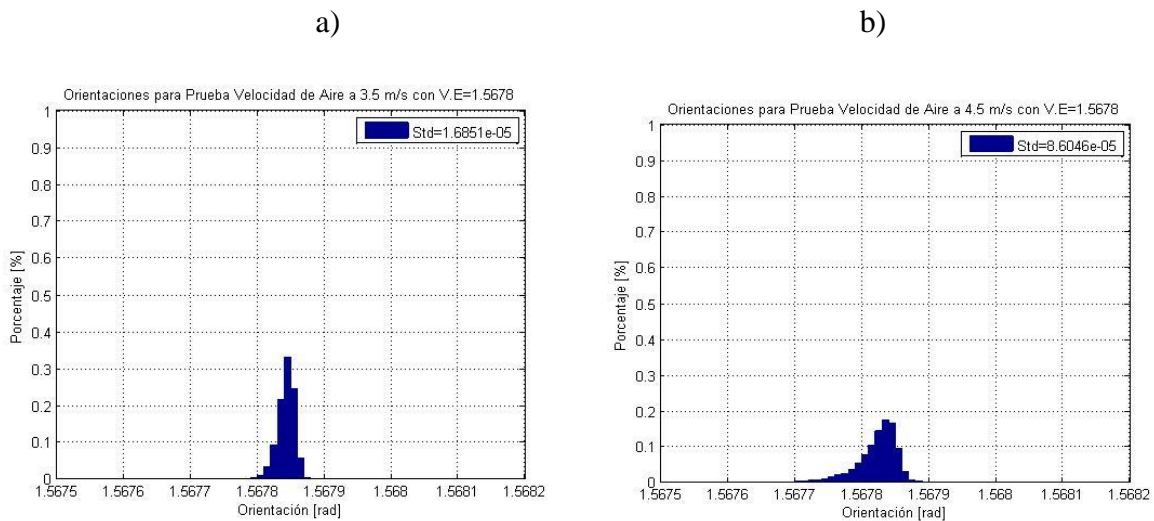 a)
b)
Orientaciones para Prueba Velocidad de Aire a 3.5 m/s con V.E=1.5678
Std=1.6851e-05
Porcentaje [%]
1
0.9
0.8
0.7
0.6
0.5
0.4
0.3
0.2
0.1
0
1.5675 1.5676 1.5677 1.5678 1.5679 1.568 1.5681 1.5682
Orientación [rad]
Orientaciones para Prueba Velocidad de Aire a 4.5 m/s con V.E=1.5678
Std=8.6046e-05
Porcentaje [%]
1
0.9
0.8
0.7
0.6
0.5
0.4
0.3
0.2
0.1
0
1.5675 1.5676 1.5677 1.5678 1.5679 1.568 1.5681 1.5682
Orientación [rad]